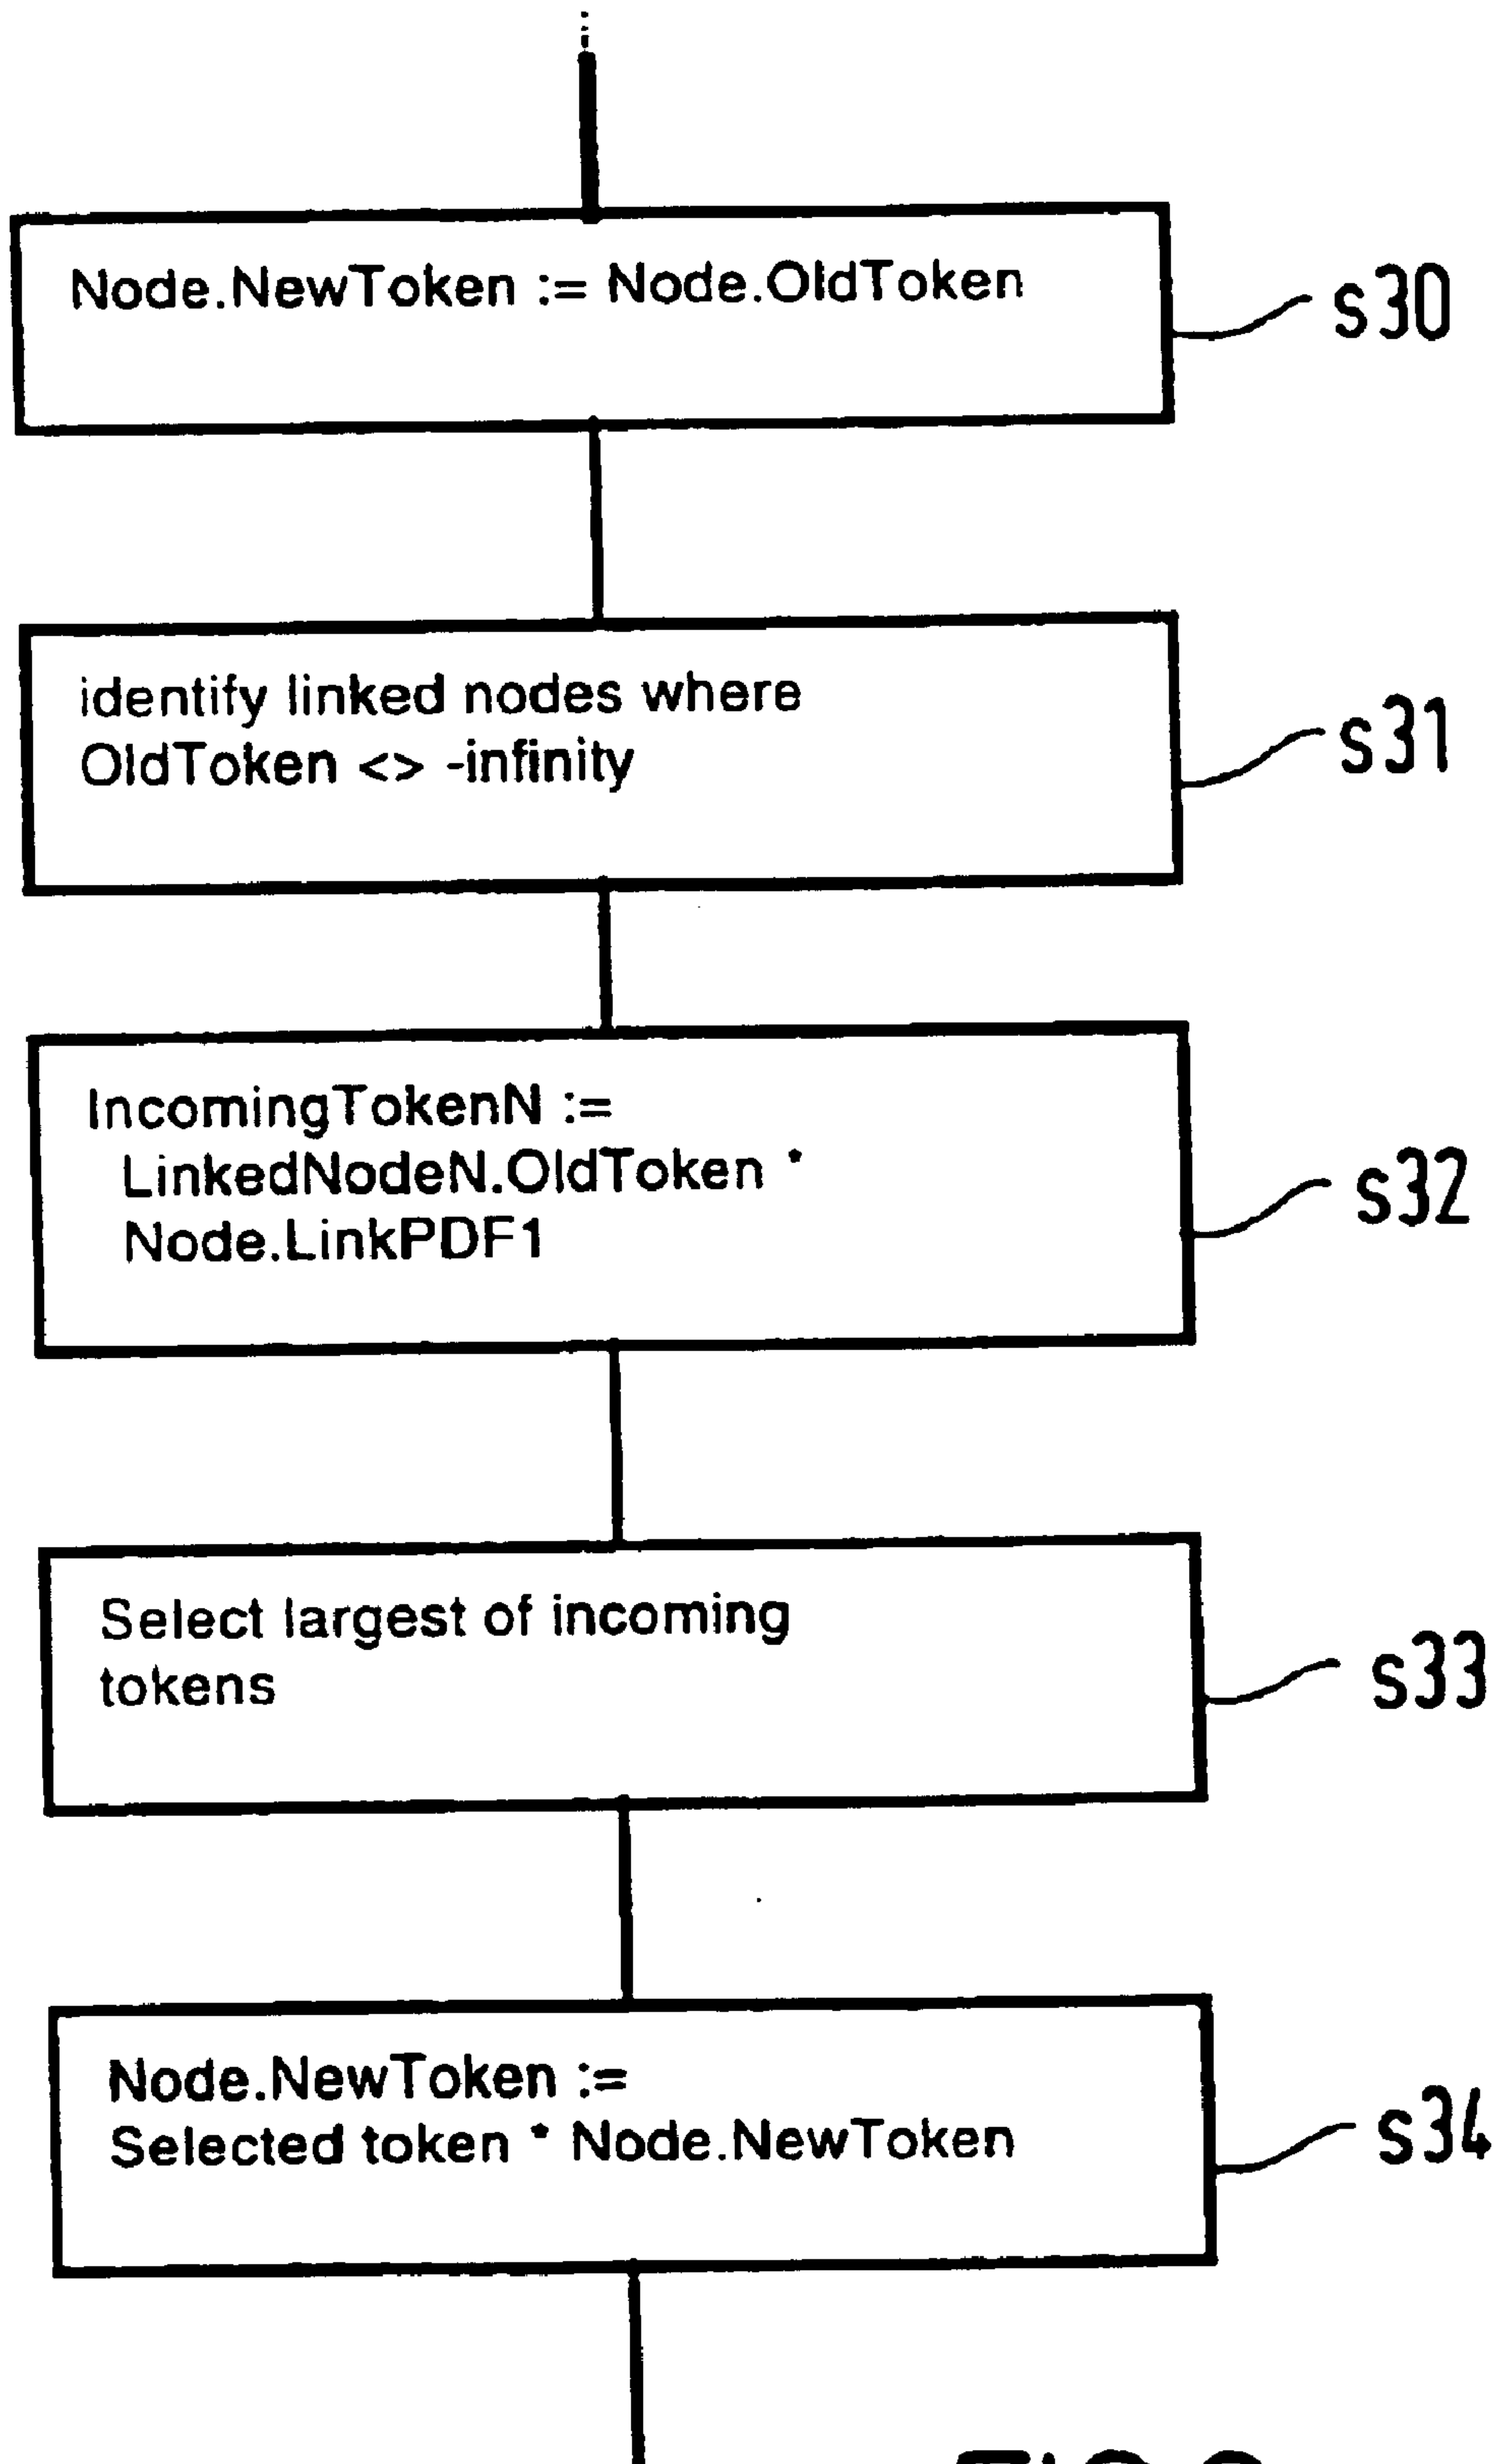 Node.NewToken := Node.OldToken
s30
identify linked nodes where
OldToken <> -infinity
s31
IncomingTokenN :=
LinkedNodeN.OldToken *
Node.LinkPDF1
s32
Select largest of incoming
tokens
s33
Node.NewToken :=
Selected token * Node.NewToken
s34